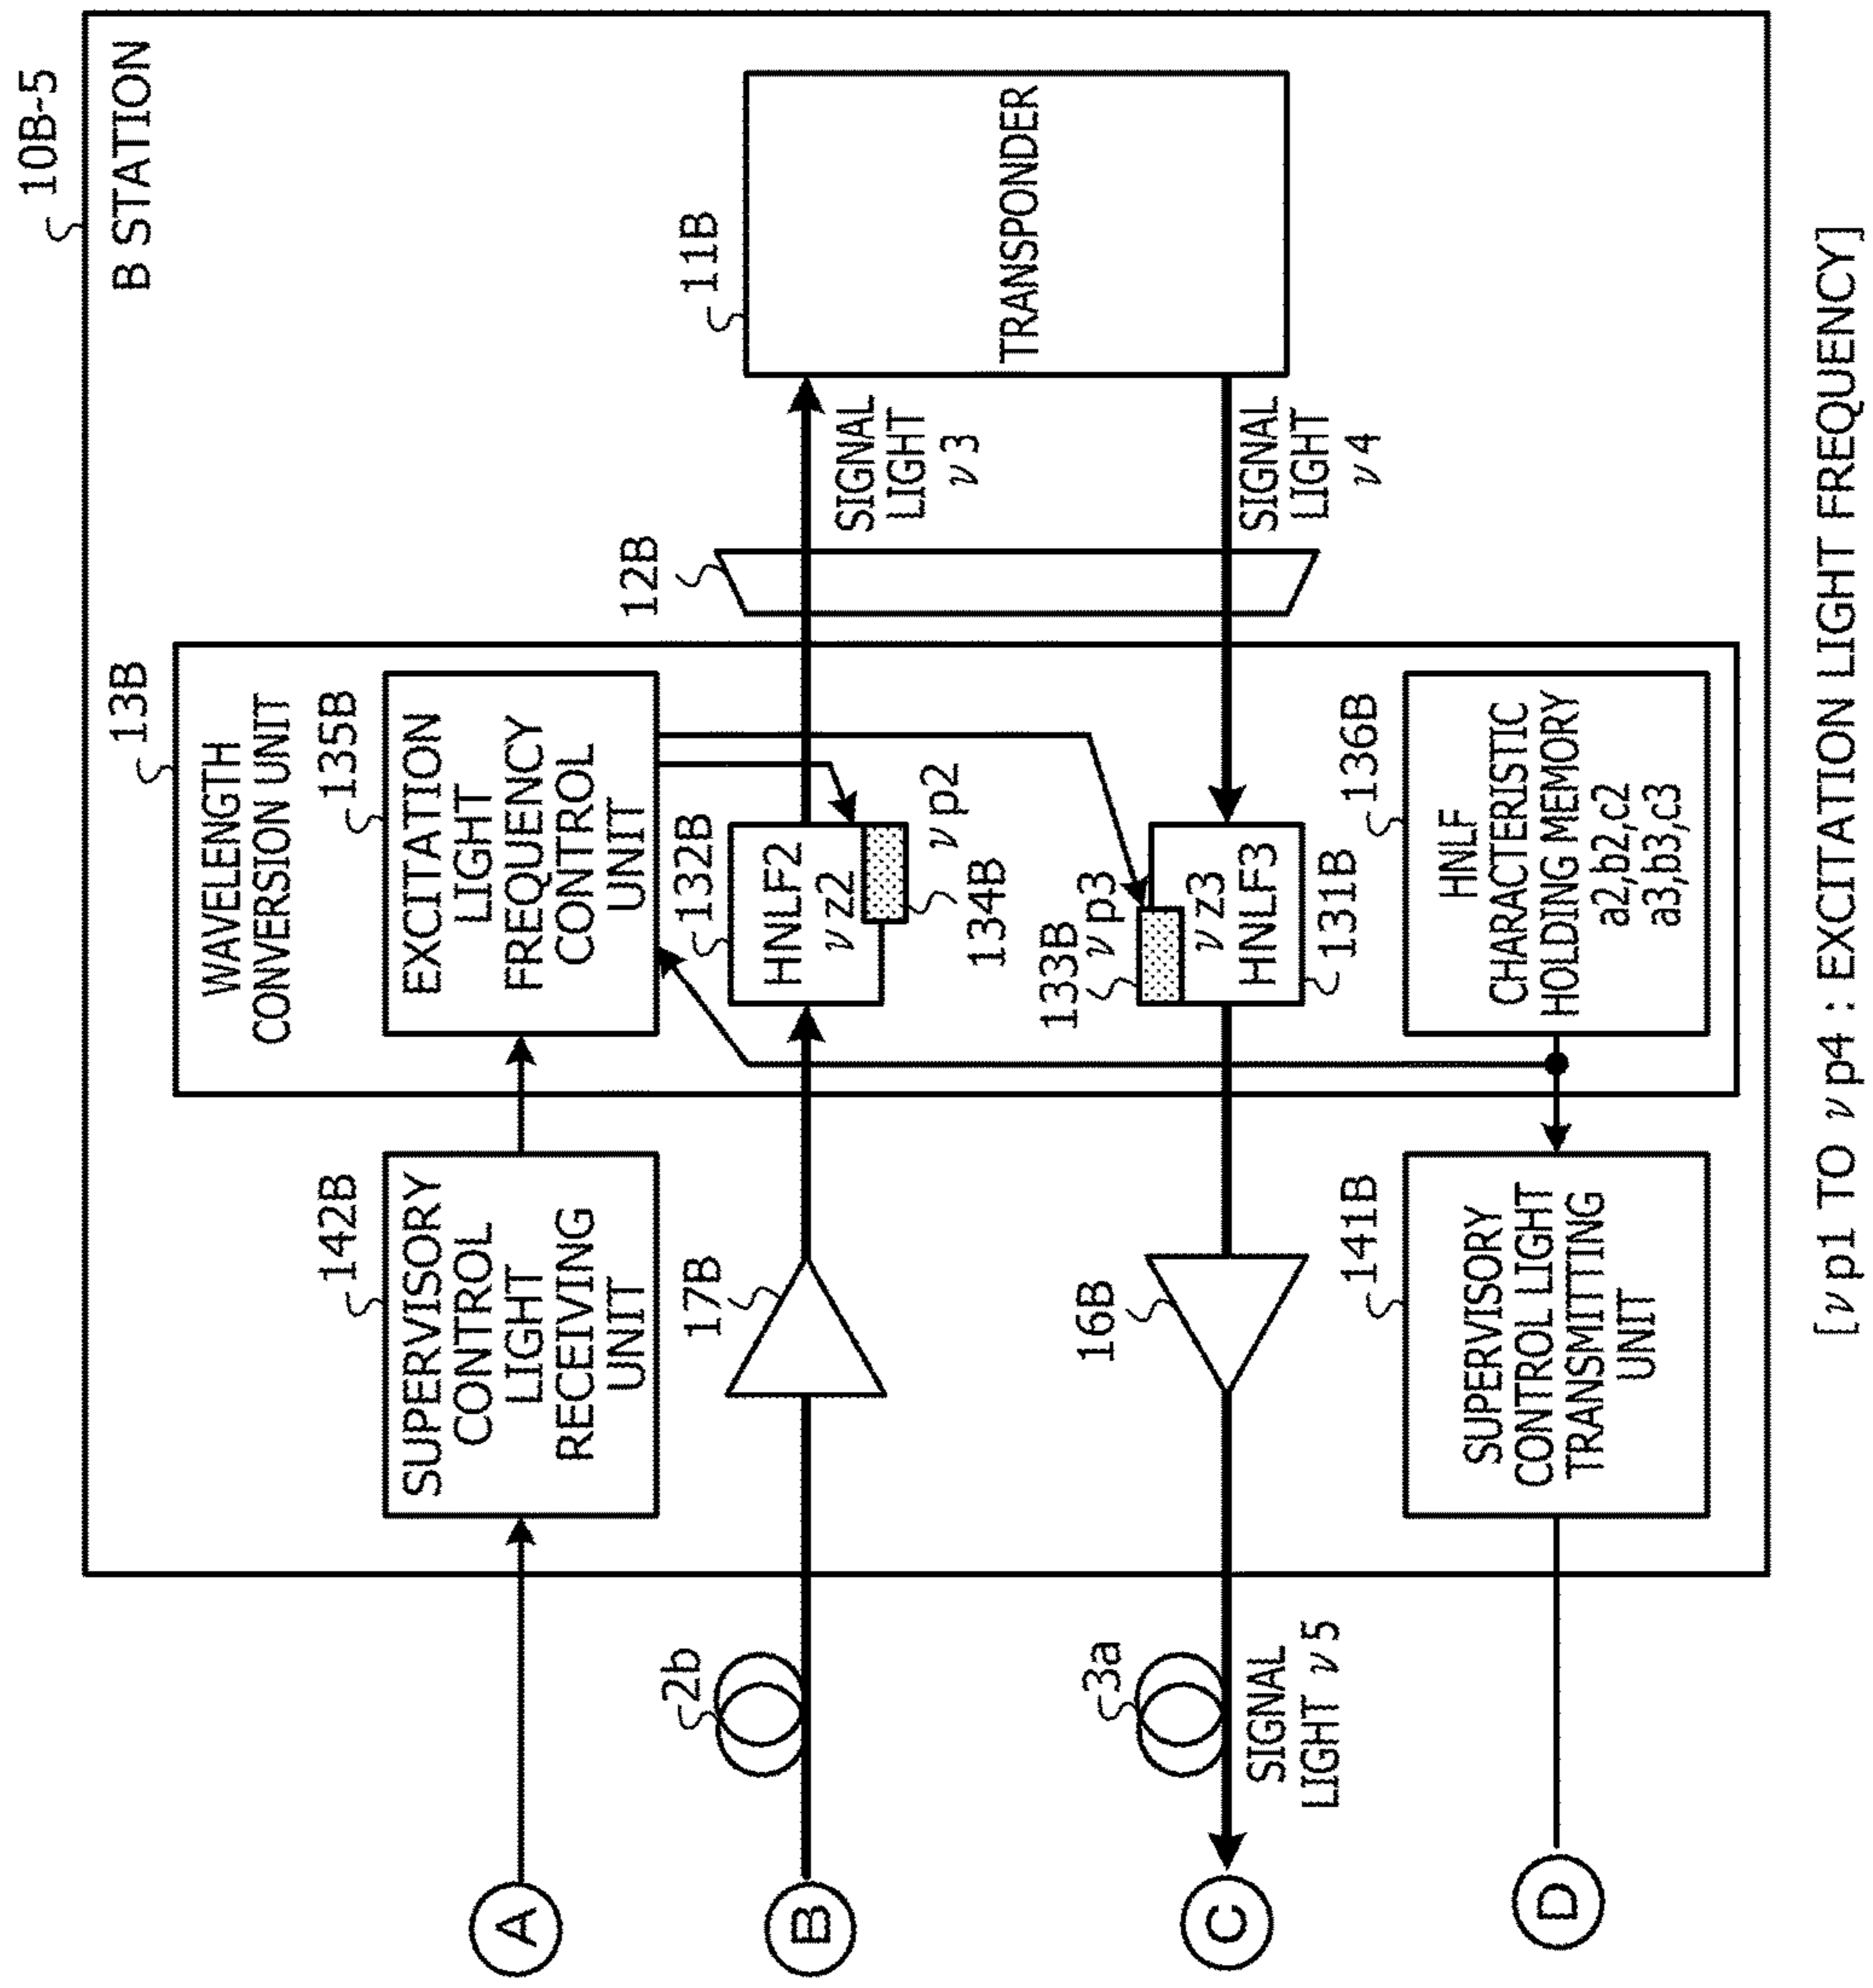 10B-5
B STATION
13B
WAVELENGTH
CONVERSION UNIT
142B
SUPERVISORY
CONTROL
LIGHT
RECEIVING
UNIT
135B
EXCITATION
LIGHT
FREQUENCY
CONTROL
UNIT
A
B
2b
17B
132B
HNLF2
νz2
134B
νp2
12B
SIGNAL
LIGHT
ν3
11B
TRANSPONDER
C
3a
SIGNAL
LIGHT ν5
16B
133B
νp3
νz3
HNLF3
131B
SIGNAL
LIGHT
ν4
D
141B
SUPERVISORY
CONTROL LIGHT
TRANSMITTING
UNIT
136B
HNLF
CHARACTERISTIC
HOLDING MEMORY
a2,b2,c2
a3,b3,c3
[νp1 TO νp4 : EXCITATION LIGHT FREQUENCY]